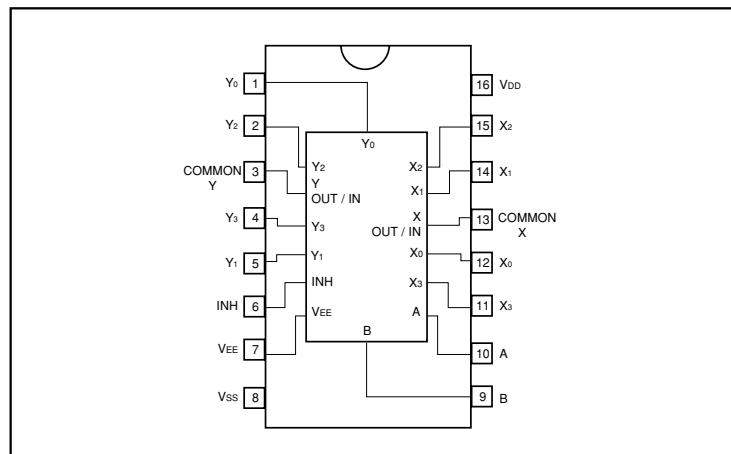 Y0 1
16 VDD
Y2 2
15 X2
Y0
COMMON
Y
3
Y2
Y
OUT / IN
X2
X1
14 X1
Y3 4
Y3
X
OUT / IN
13 COMMON
X
Y1 5
Y1
X0
12 X0
INH 6
INH
X3
11 X3
VEE
A
B
VEE 7
10 A
VSS 8
9 B